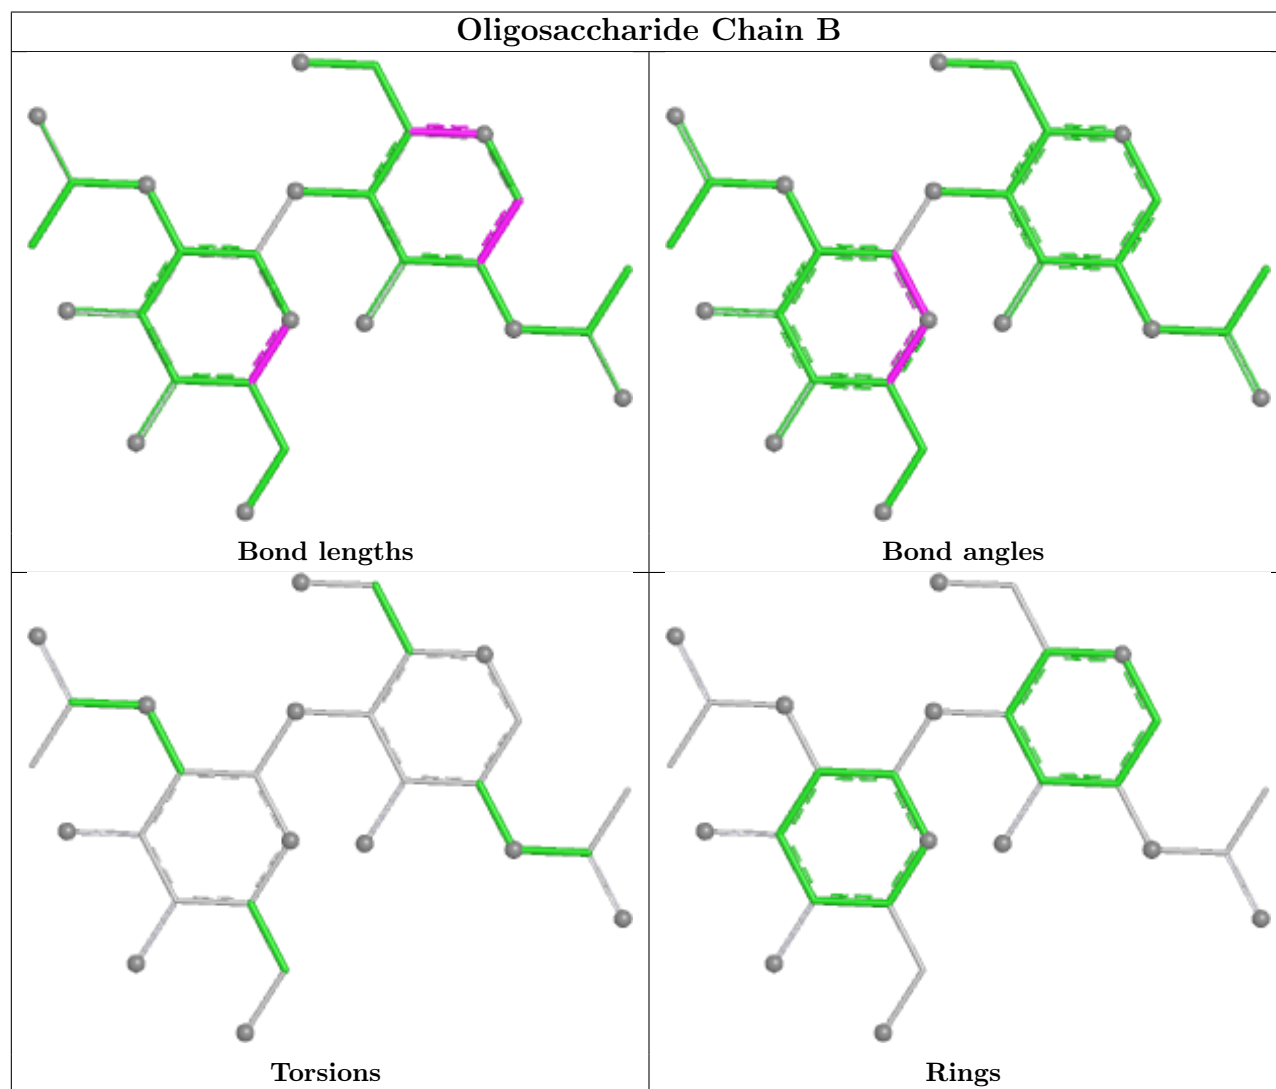 Oligosaccharide Chain B
Bond lengths
Bond angles
Torsions
Rings